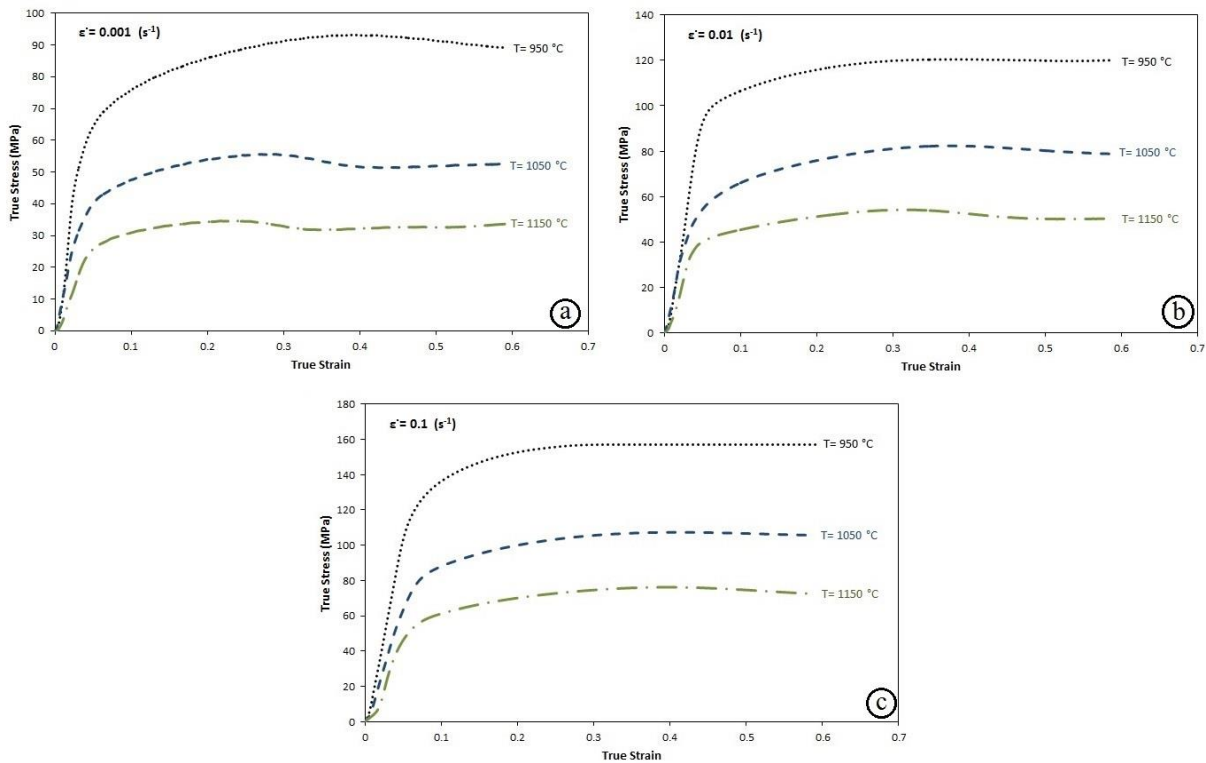 ε˙= 0.001 (s-1)
100
90
80
70
60
50
40
30
20
10
0
True Stress (MPa)
T= 950 °C
T= 1050 °C
T= 1150 °C
a
0 0.1 0.2 0.3 0.4 0.5 0.6 0.7
True Strain
ε˙= 0.01 (s-1)
140
120
100
80
60
40
20
0
True Stress (MPa)
T= 950 °C
T= 1050 °C
T= 1150 °C
b
0 0.1 0.2 0.3 0.4 0.5 0.6 0.7
True Strain
ε˙= 0.1 (s-1)
180
160
140
120
100
80
60
40
20
0
True Stress (MPa)
T= 950 °C
T= 1050 °C
T= 1150 °C
c
0 0.1 0.2 0.3 0.4 0.5 0.6 0.7
True Strain